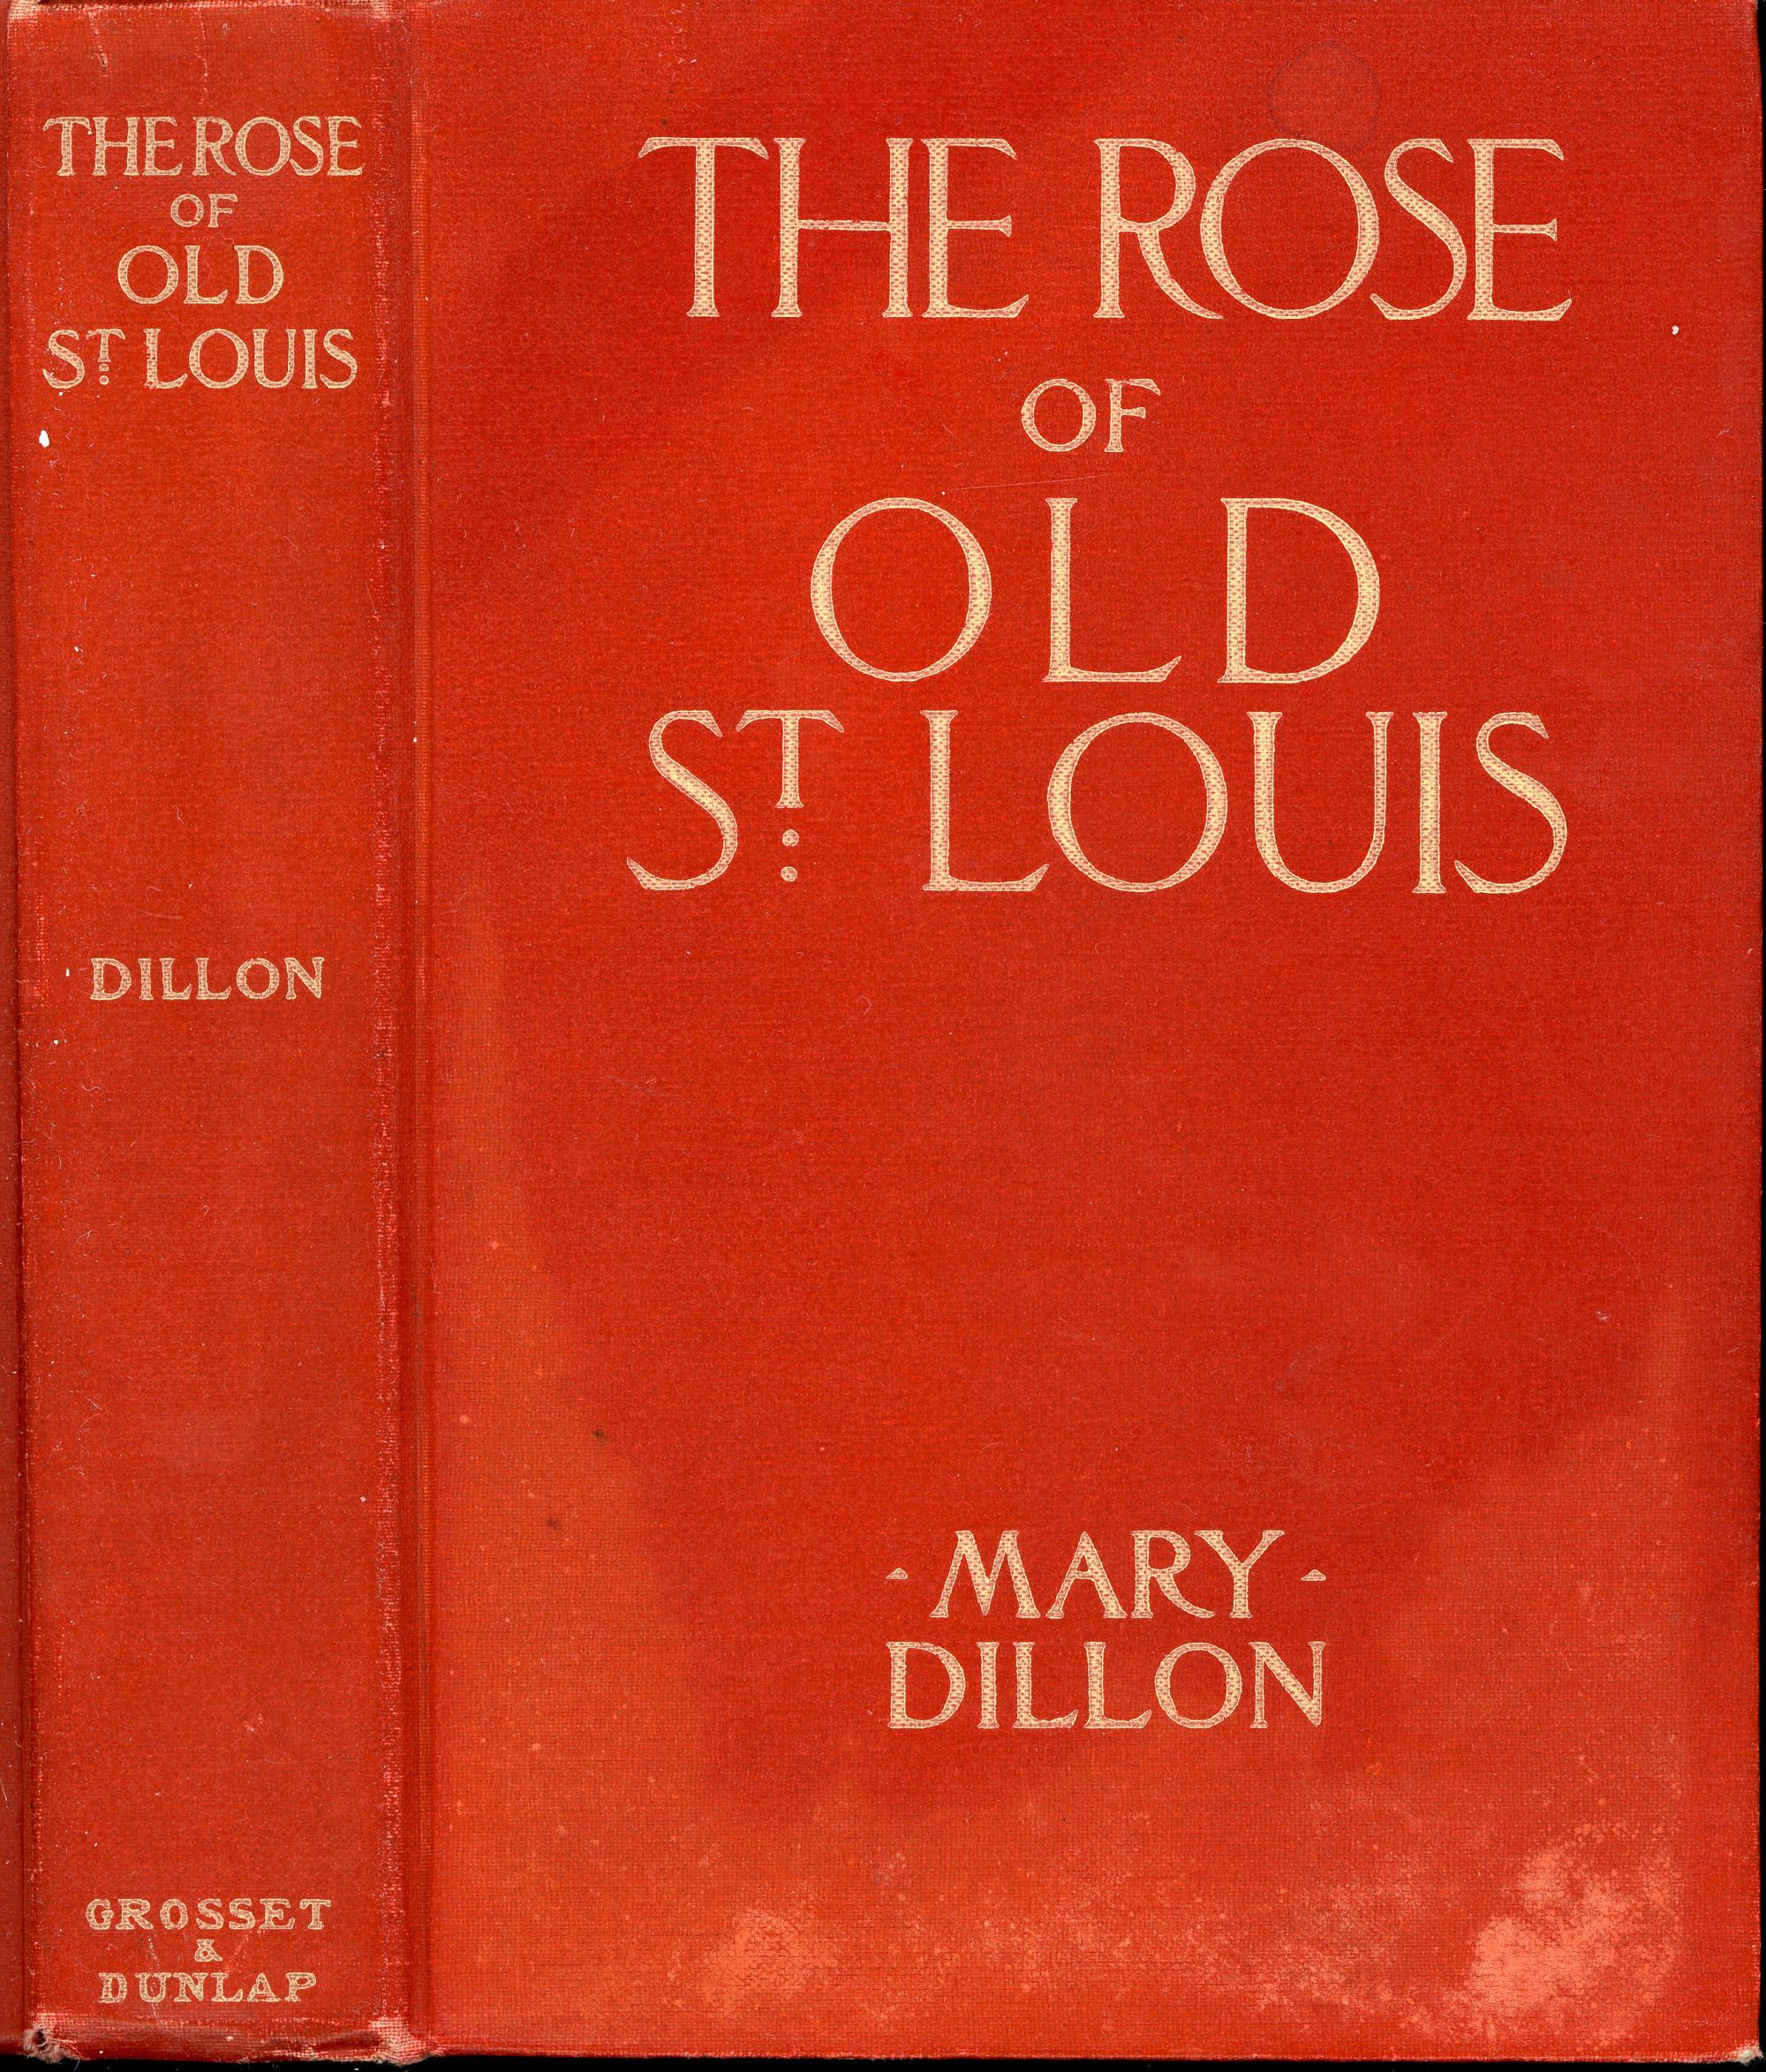 THE ROSE
OF
OLD
ST. LOUIS
DILLON
GROSSET
&
DUNLAP
THE ROSE
OF
OLD
ST: LOUIS
- MARY -
DILLON